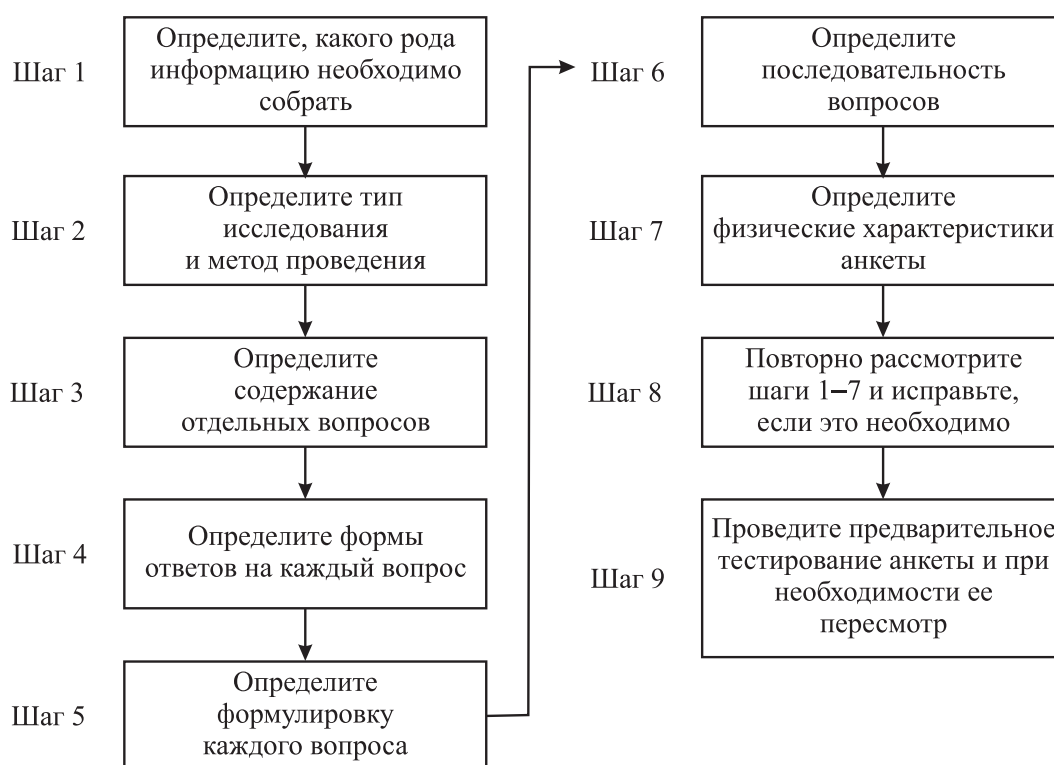 Шаг 1
Определите, какого рода
информацию необходимо
собрать
Шаг 2
Определите тип
исследования
и метод проведения
Шаг 3
Определите
содержание
отдельных вопросов
Шаг 4
Определите формы
ответов на каждый вопрос
Шаг 5
Определите
формулировку
каждого вопроса
Шаг 6
Определите
последовательность
вопросов
Шаг 7
Определите
физические характеристики
анкеты
Шаг 8
Повторно рассмотрите
шаги 1–7 и исправьте,
если это необходимо
Шаг 9
Проведите предварительное
тестирование анкеты и при
необходимости ее
пересмотр